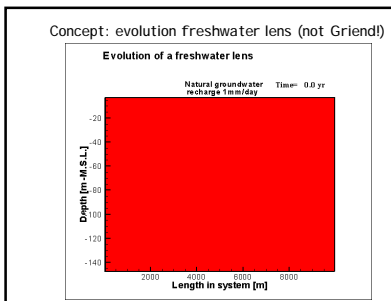 Concept: evolution freshwater lens (not Griend!)
Evolution of a freshwater lens
Natural groundwater Time= 0.0 yr
recharge 1mm/day
Depth [m-M.S.L.]
-20
-40
-60
-80
-100
-120
-140
2000 4000 6000 8000
Length in system [m]